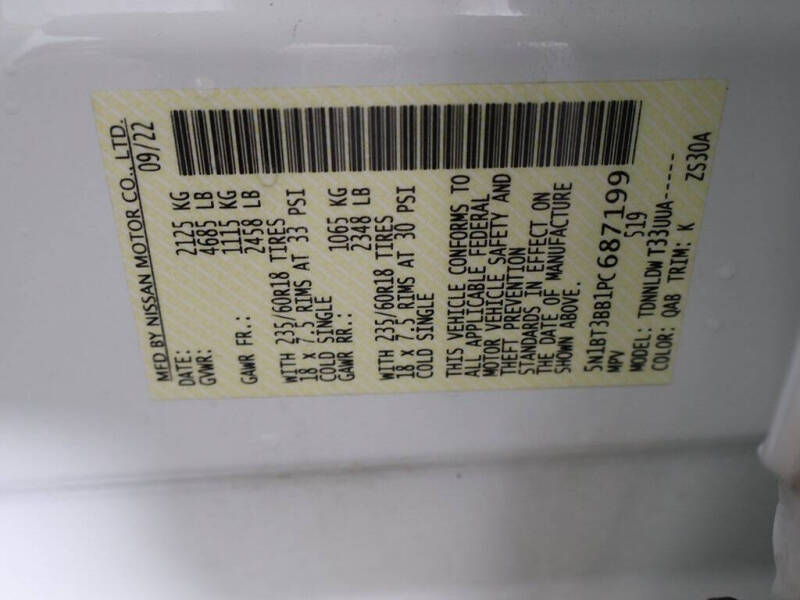 MFD BY NISSAN MOTOR CO., LTD.
DATE: 09/22
GVWR: 2125 KG
4685 LB
GAWR FR.: 1115 KG
2458 LB
WITH 235/60R18 TIRES
18 x 7.5 RIMS AT 33 PSI
COLD SINGLE
GAWR RR.: 1065 KG
2348 LB
WITH 235/60R18 TIRES
18 x 7.5 RIMS AT 30 PSI
COLD SINGLE
THIS VEHICLE CONFORMS TO
ALL APPLICABLE FEDERAL
MOTOR VEHICLE SAFETY AND
THEFT PREVENTION
STANDARDS IN EFFECT ON
THE DATE OF MANUFACTURE
SHOWN ABOVE.
5N1BT3BB1PC687199
MPV 519
MODEL: TDNNLDWT33UUA-----
COLOR: QAB TRIM: K ZS30A